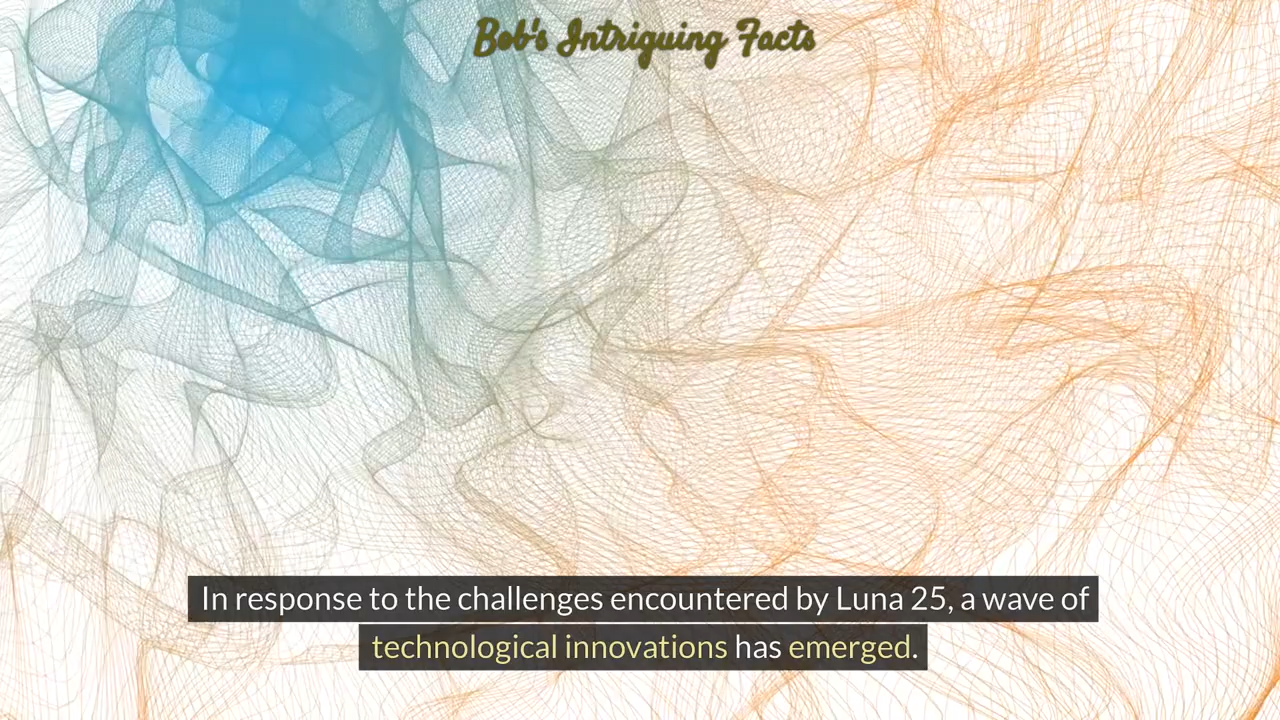 Bob's Intriguing Facts
In response to the challenges encountered by Luna 25, a wave of
technological innovations has emerged.